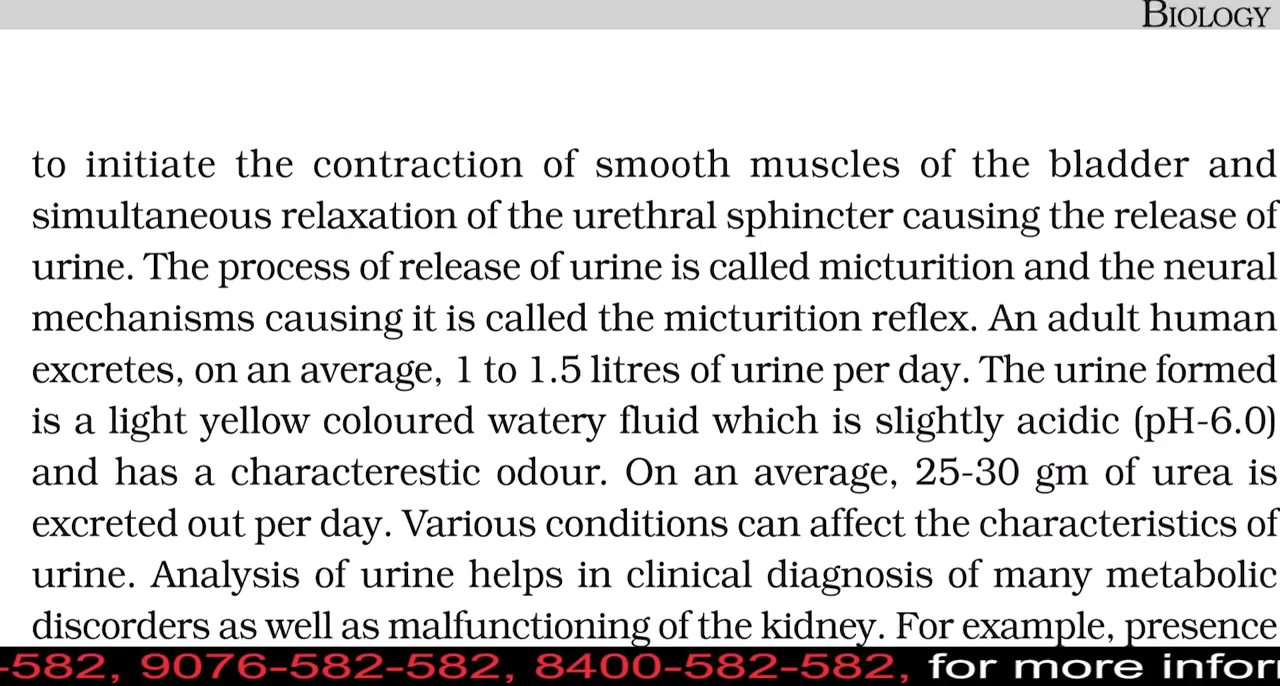 BIOLOGY
to initiate the contraction of smooth muscles of the bladder and
simultaneous relaxation of the urethral sphincter causing the release of
urine. The process of release of urine is called micturition and the neural
mechanisms causing it is called the micturition reflex. An adult human
excretes, on an average, 1 to 1.5 litres of urine per day. The urine formed
is a light yellow coloured watery fluid which is slightly acidic (pH-6.0)
and has a characterestic odour. On an average, 25-30 gm of urea is
excreted out per day. Various conditions can affect the characteristics of
urine. Analysis of urine helps in clinical diagnosis of many metabolic
discorders as well as malfunctioning of the kidney. For example, presence
-582, 9076-582-582, 8400-582-582, for more infor